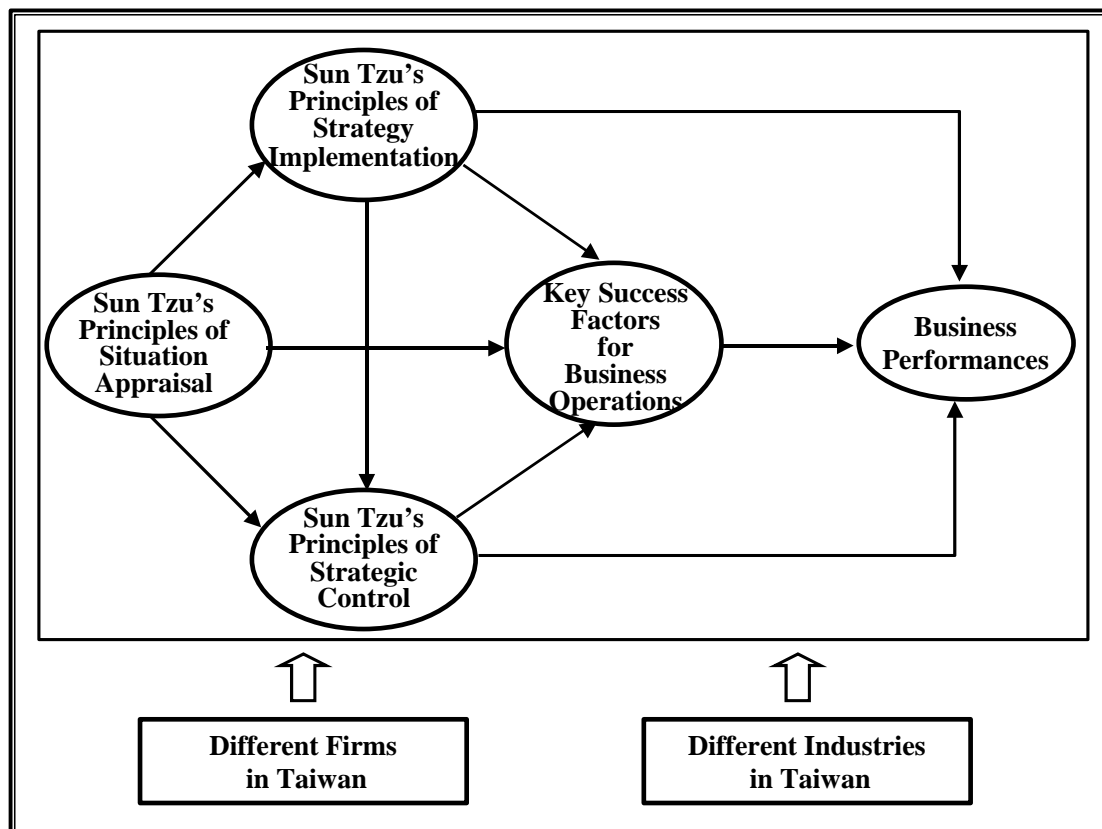 Sun Tzu’s
Principles of
Strategy
Implementation
Sun Tzu’s
Principles of
Situation
Appraisal
Key Success
Factors
for
Business
Operations
Business
Performances
Sun Tzu’s
Principles of
Strategic
Control
Different Firms
in Taiwan
Different Industries
in Taiwan